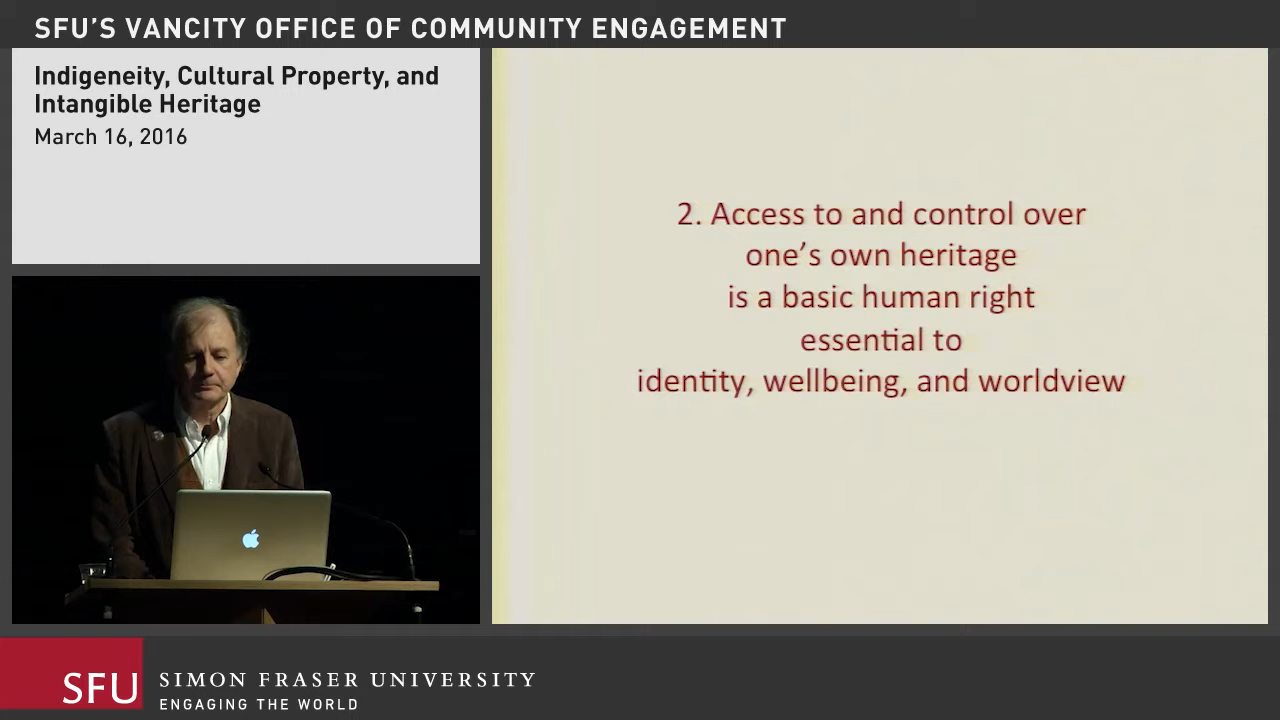 SFU'S VANCITY OFFICE OF COMMUNITY ENGAGEMENT
Indigeneity, Cultural Property, and
Intangible Heritage
March 16, 2016
2. Access to and control over
one's own heritage
is a basic human right
essential to
identity, wellbeing, and worldview
SFU
SIMON FRASER UNIVERSITY
ENGAGING THE WORLD